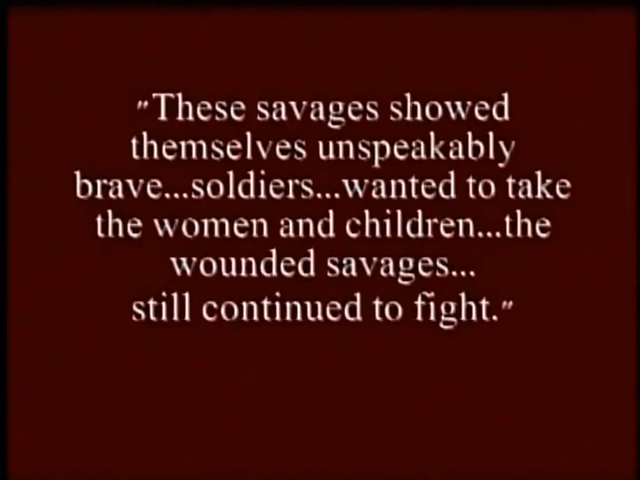 "These savages showed
themselves unspeakably
brave...soldiers...wanted to take
the women and children...the
wounded savages...
still continued to fight."